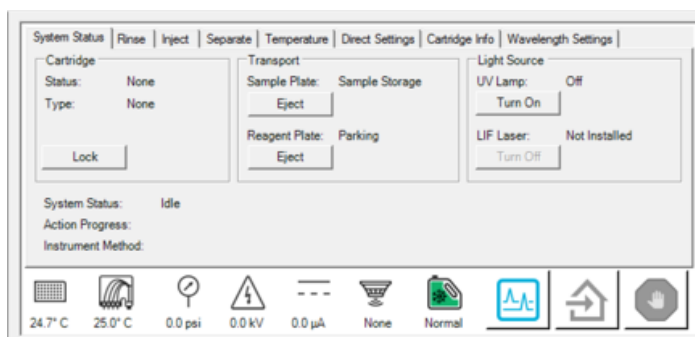 System Status Rinse Inject Separate Temperature Direct Settings Cartridge Info Wavelength Settings
Cartridge
Status: None
Type: None
Lock
Transport
Sample Plate: Sample Storage
Eject
Reagent Plate: Parking
Eject
Light Source
UV Lamp: Off
Turn On
LIF Laser: Not Installed
Turn Off
System Status: Idle
Action Progress:
Instrument Method:
24.7° C 25.0° C 0.0 psi 0.0 kV 0.0 µA None Normal